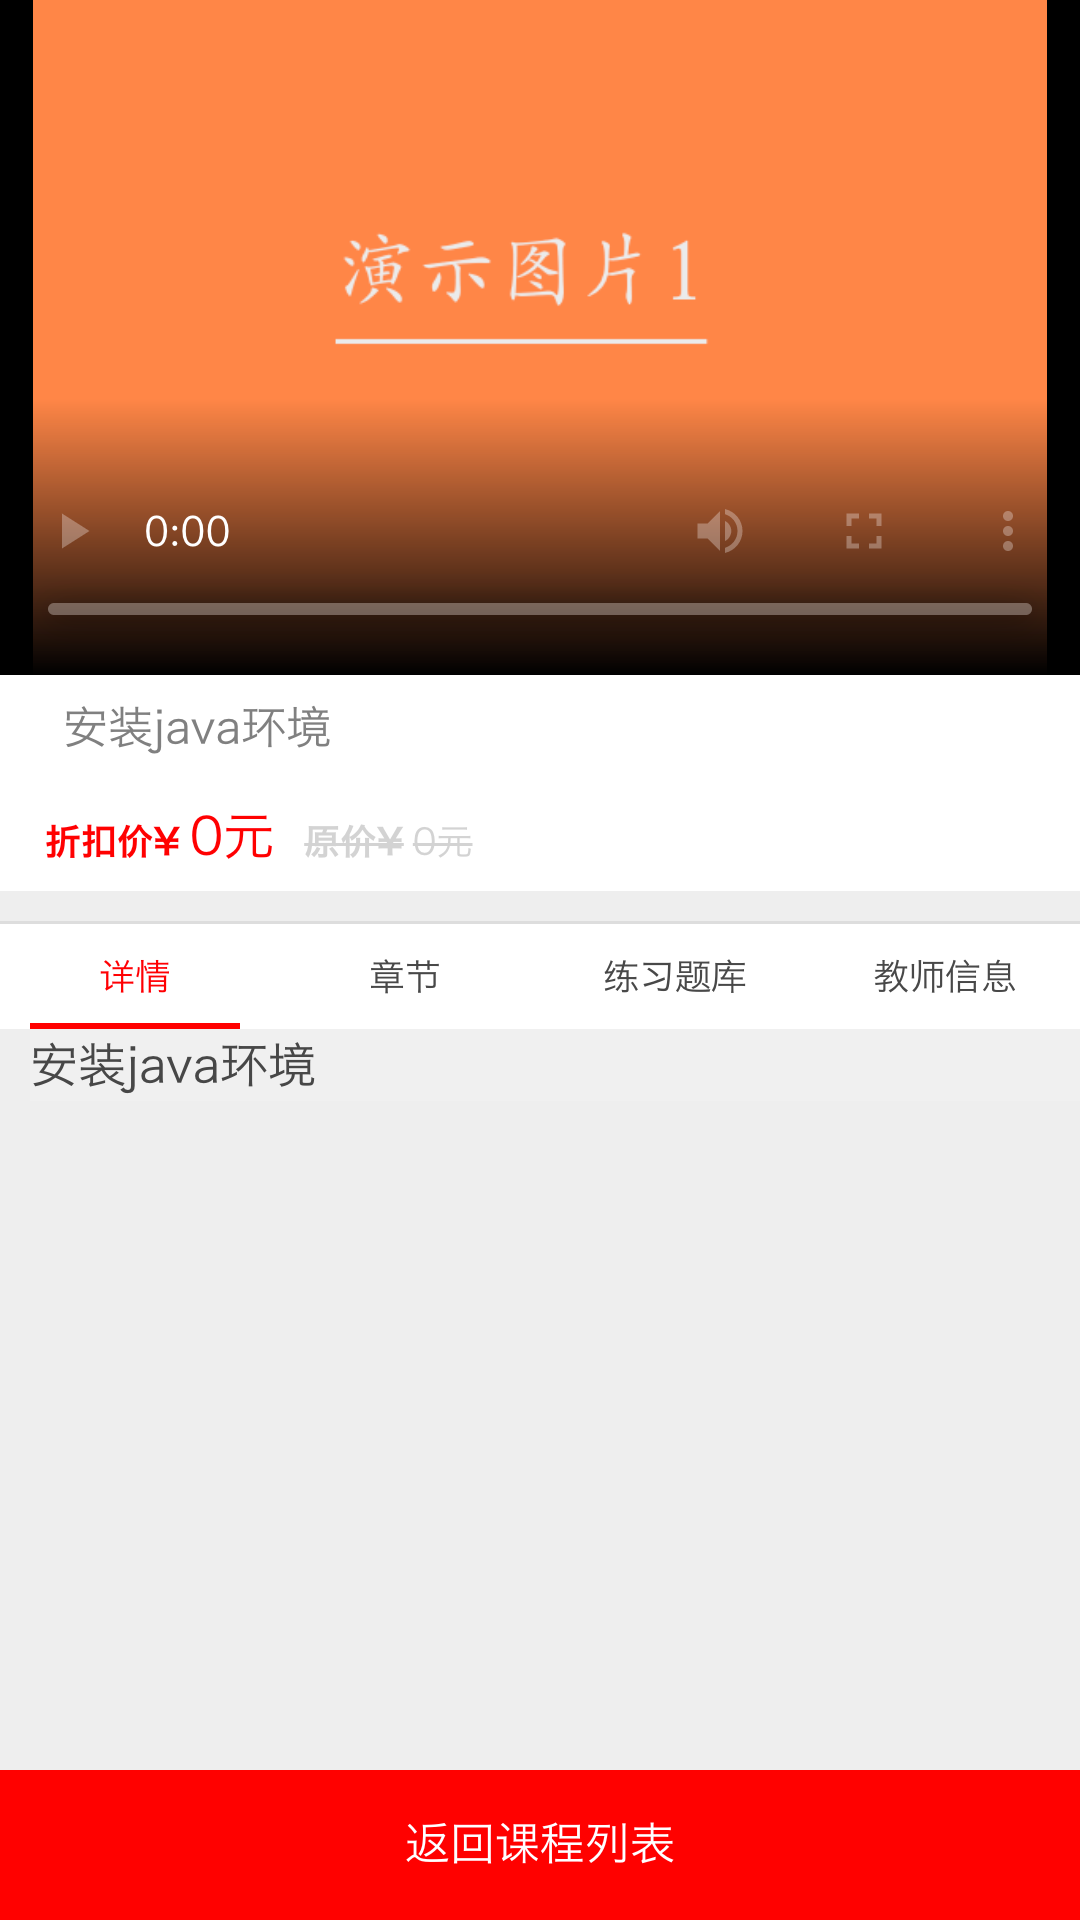 演示图片1
0:00
安装java环境
折扣价¥ 0元 原价¥ 0元
详情 章节 练习题库 教师信息
安装java环境
返回课程列表